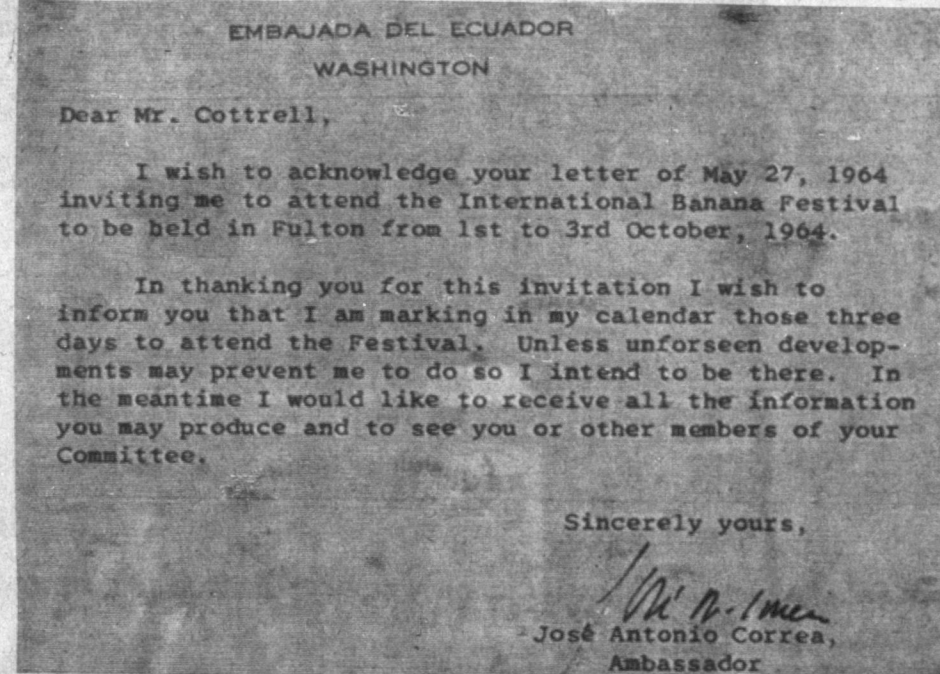 EMBAJADA DEL ECUADOR
WASHINGTON
Dear Mr. Cottrell,
I wish to acknowledge your letter of May 27, 1964
inviting me to attend the International Banana Festival
to be held in Fulton from 1st to 3rd October, 1964.
In thanking you for this invitation I wish to
inform you that I am marking in my calendar those three
days to attend the Festival. Unless unforseen develop-
ments may prevent me to do so I intend to be there. In
the meantime I would like to receive all the information
you may produce and to see you or other members of your
Committee.
Sincerely yours,
José Antonio Correa,
Ambassador